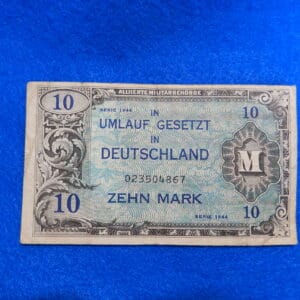 ALLIIERTE MILITÄRBEHÖRDE
SERIE 1944
10 IN 10
UMLAUF GESETZT
IN
DEUTSCHLAND
M
023504867
ZEHN MARK
10 10
SERIE 1944